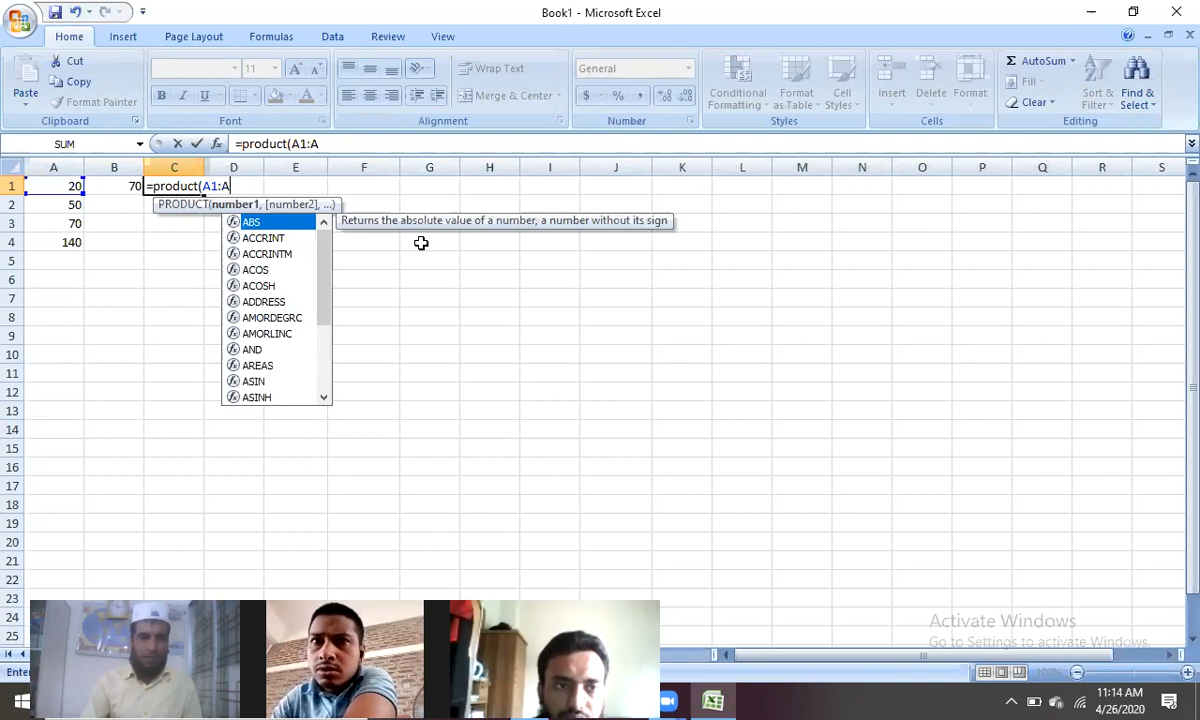 Book1 - Microsoft Excel
Home Insert Page Layout Formulas Data Review View
Paste
Cut
Copy
Format Painter
Clipboard
11
Font
Wrap Text
Merge & Center
Alignment
General
$ % ,
Number
Conditional Formatting
Format as Table
Cell Styles
Styles
Insert Delete Format
Cells
AutoSum
Fill
Clear
Sort & Filter
Find & Select
Editing
SUM =product(A1:A
A B C D E F G H I J K L M N O P Q R S
1 20 70 =product(A1:A
2 50
3 70
4 140
5
6
7
8
9
10
11
12
13
14
15
16
17
18
19
20
21
22
23
24
25
PRODUCT(number1, [number2], ...)
ABS
ACCRINT
ACCRINTM
ACOS
ACOSH
ADDRESS
AMORDEGRC
AMORLINC
AND
AREAS
ASIN
ASINH
Returns the absolute value of a number, a number without its sign
Activate Windows
Go to Settings to activate Windows.
Enter
100%
11:14 AM
4/26/2020